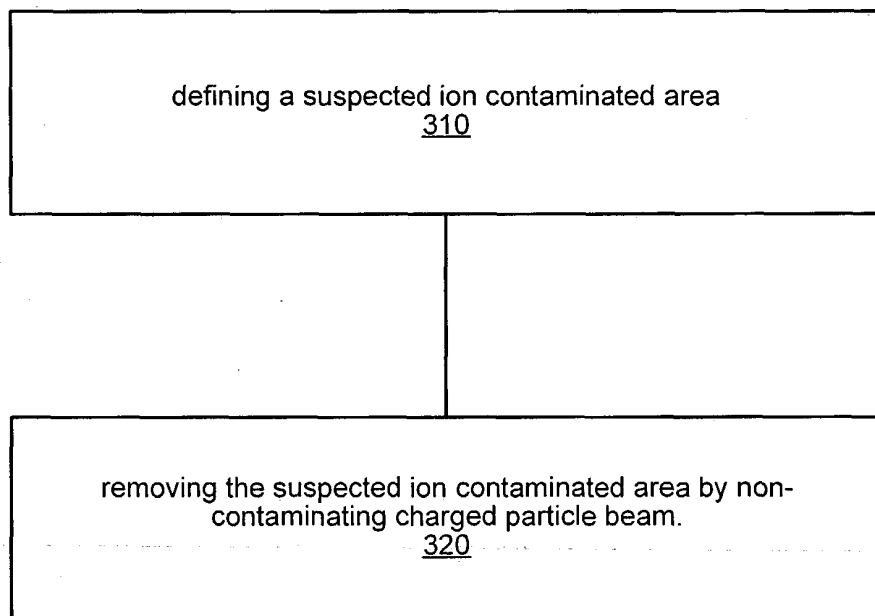 defining a suspected ion contaminated area
310
removing the suspected ion contaminated area by non-
contaminating charged particle beam.
320